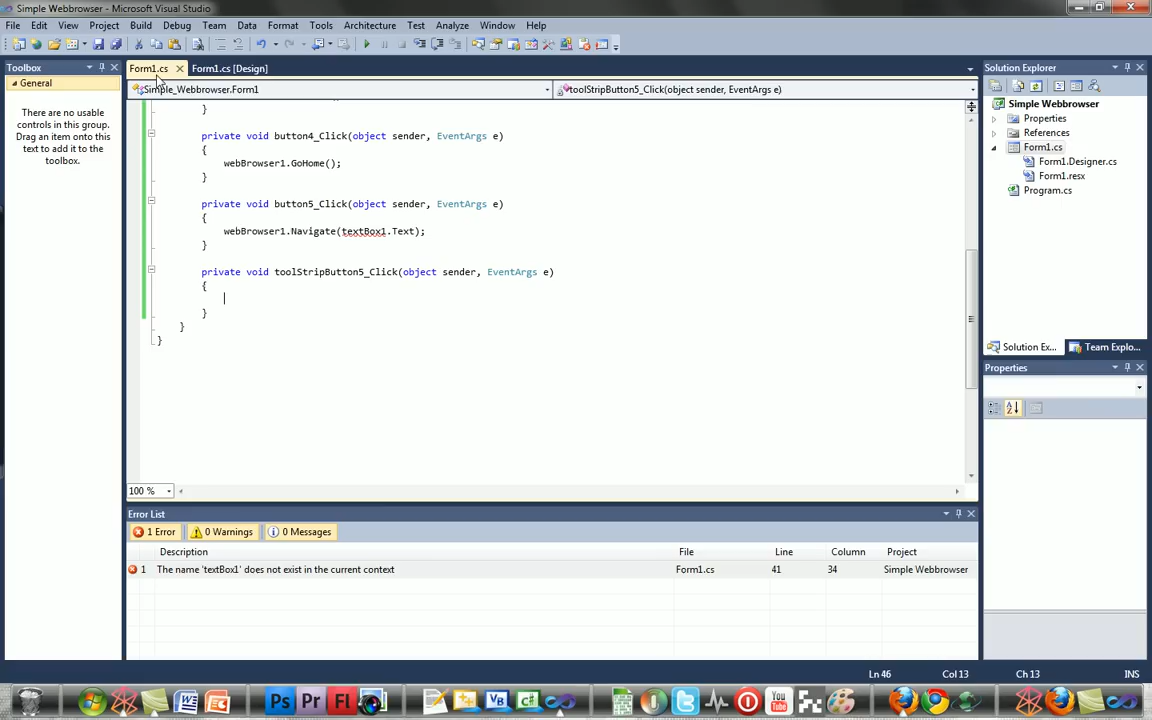 Simple Webbrowser - Microsoft Visual Studio
File Edit View Project Build Debug Team Data Format Tools Architecture Test Analyze Window Help
Toolbox
General
There are no usable
controls in this group.
Drag an item onto this
text to add it to the
toolbox.
Form1.cs Form1.cs [Design]
Simple_Webbrowser.Form1 toolStripButton5_Click(object sender, EventArgs e)
}
private void button4_Click(object sender, EventArgs e)
{
webBrowser1.GoHome();
}
private void button5_Click(object sender, EventArgs e)
{
webBrowser1.Navigate(textBox1.Text);
}
private void toolStripButton5_Click(object sender, EventArgs e)
{
}
}
}
100 %
Solution Explorer
Simple Webbrowser
Properties
References
Form1.cs
Form1.Designer.cs
Form1.resx
Program.cs
Solution Ex... Team Explo...
Properties
Error List
1 Error 0 Warnings 0 Messages
Description File Line Column Project
1 The name 'textBox1' does not exist in the current context Form1.cs 41 34 Simple Webbrowser
Ln 46 Col 13 Ch 13 INS
Ps Pr Fl VB C# You Tube